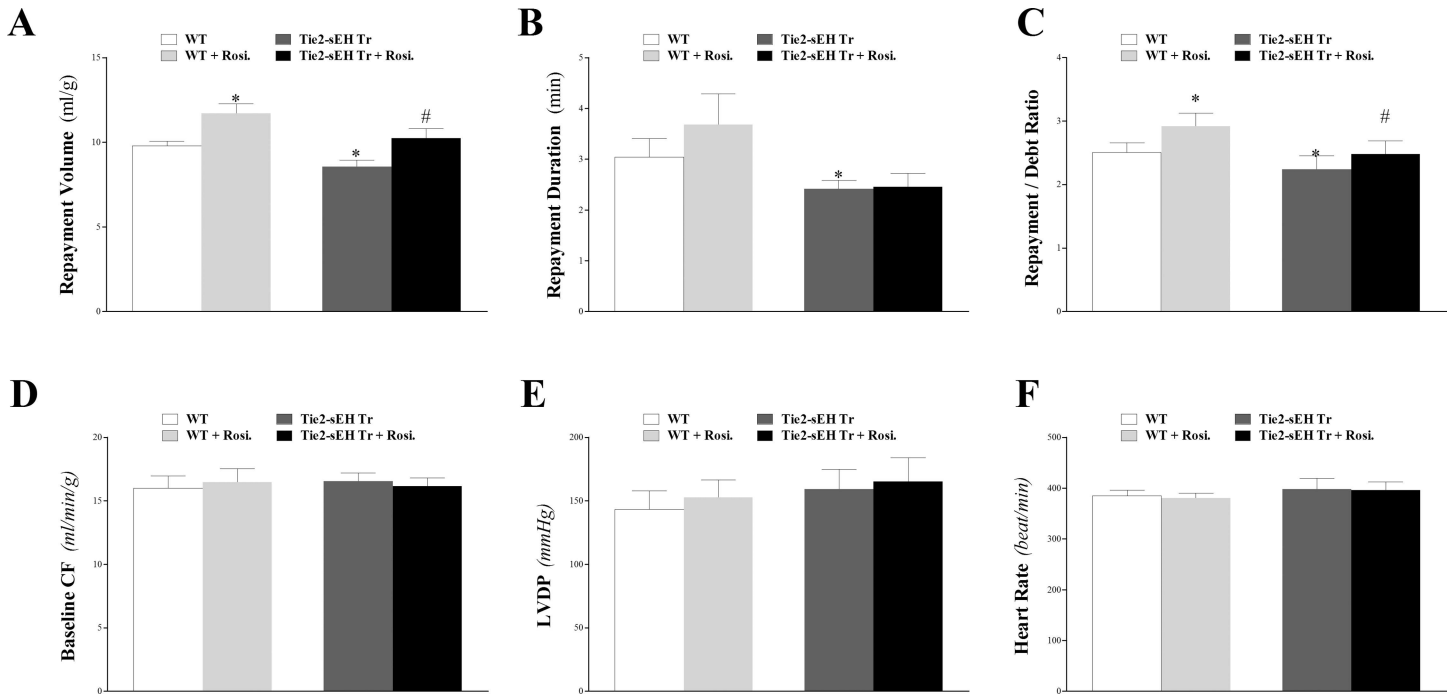 A
WT
Tie2-sEH Tr
WT + Rosi.
Tie2-sEH Tr + Rosi.
Repayment Volume (ml/g)
15
10
5
0
*
*
#
B
WT
Tie2-sEH Tr
WT + Rosi.
Tie2-sEH Tr + Rosi.
Repayment Duration (min)
5
4
3
2
1
0
*
C
WT
Tie2-sEH Tr
WT + Rosi.
Tie2-sEH Tr + Rosi.
Repayment / Debt Ratio
4
3
2
1
0
*
*
#
D
WT
Tie2-sEH Tr
WT + Rosi.
Tie2-sEH Tr + Rosi.
Baseline CF (ml/min/g)
20
15
10
5
0
E
WT
Tie2-sEH Tr
WT + Rosi.
Tie2-sEH Tr + Rosi.
LVDP (mmHg)
200
150
100
50
0
F
WT
Tie2-sEH Tr
WT + Rosi.
Tie2-sEH Tr + Rosi.
Heart Rate (beat/min)
500
400
300
200
100
0